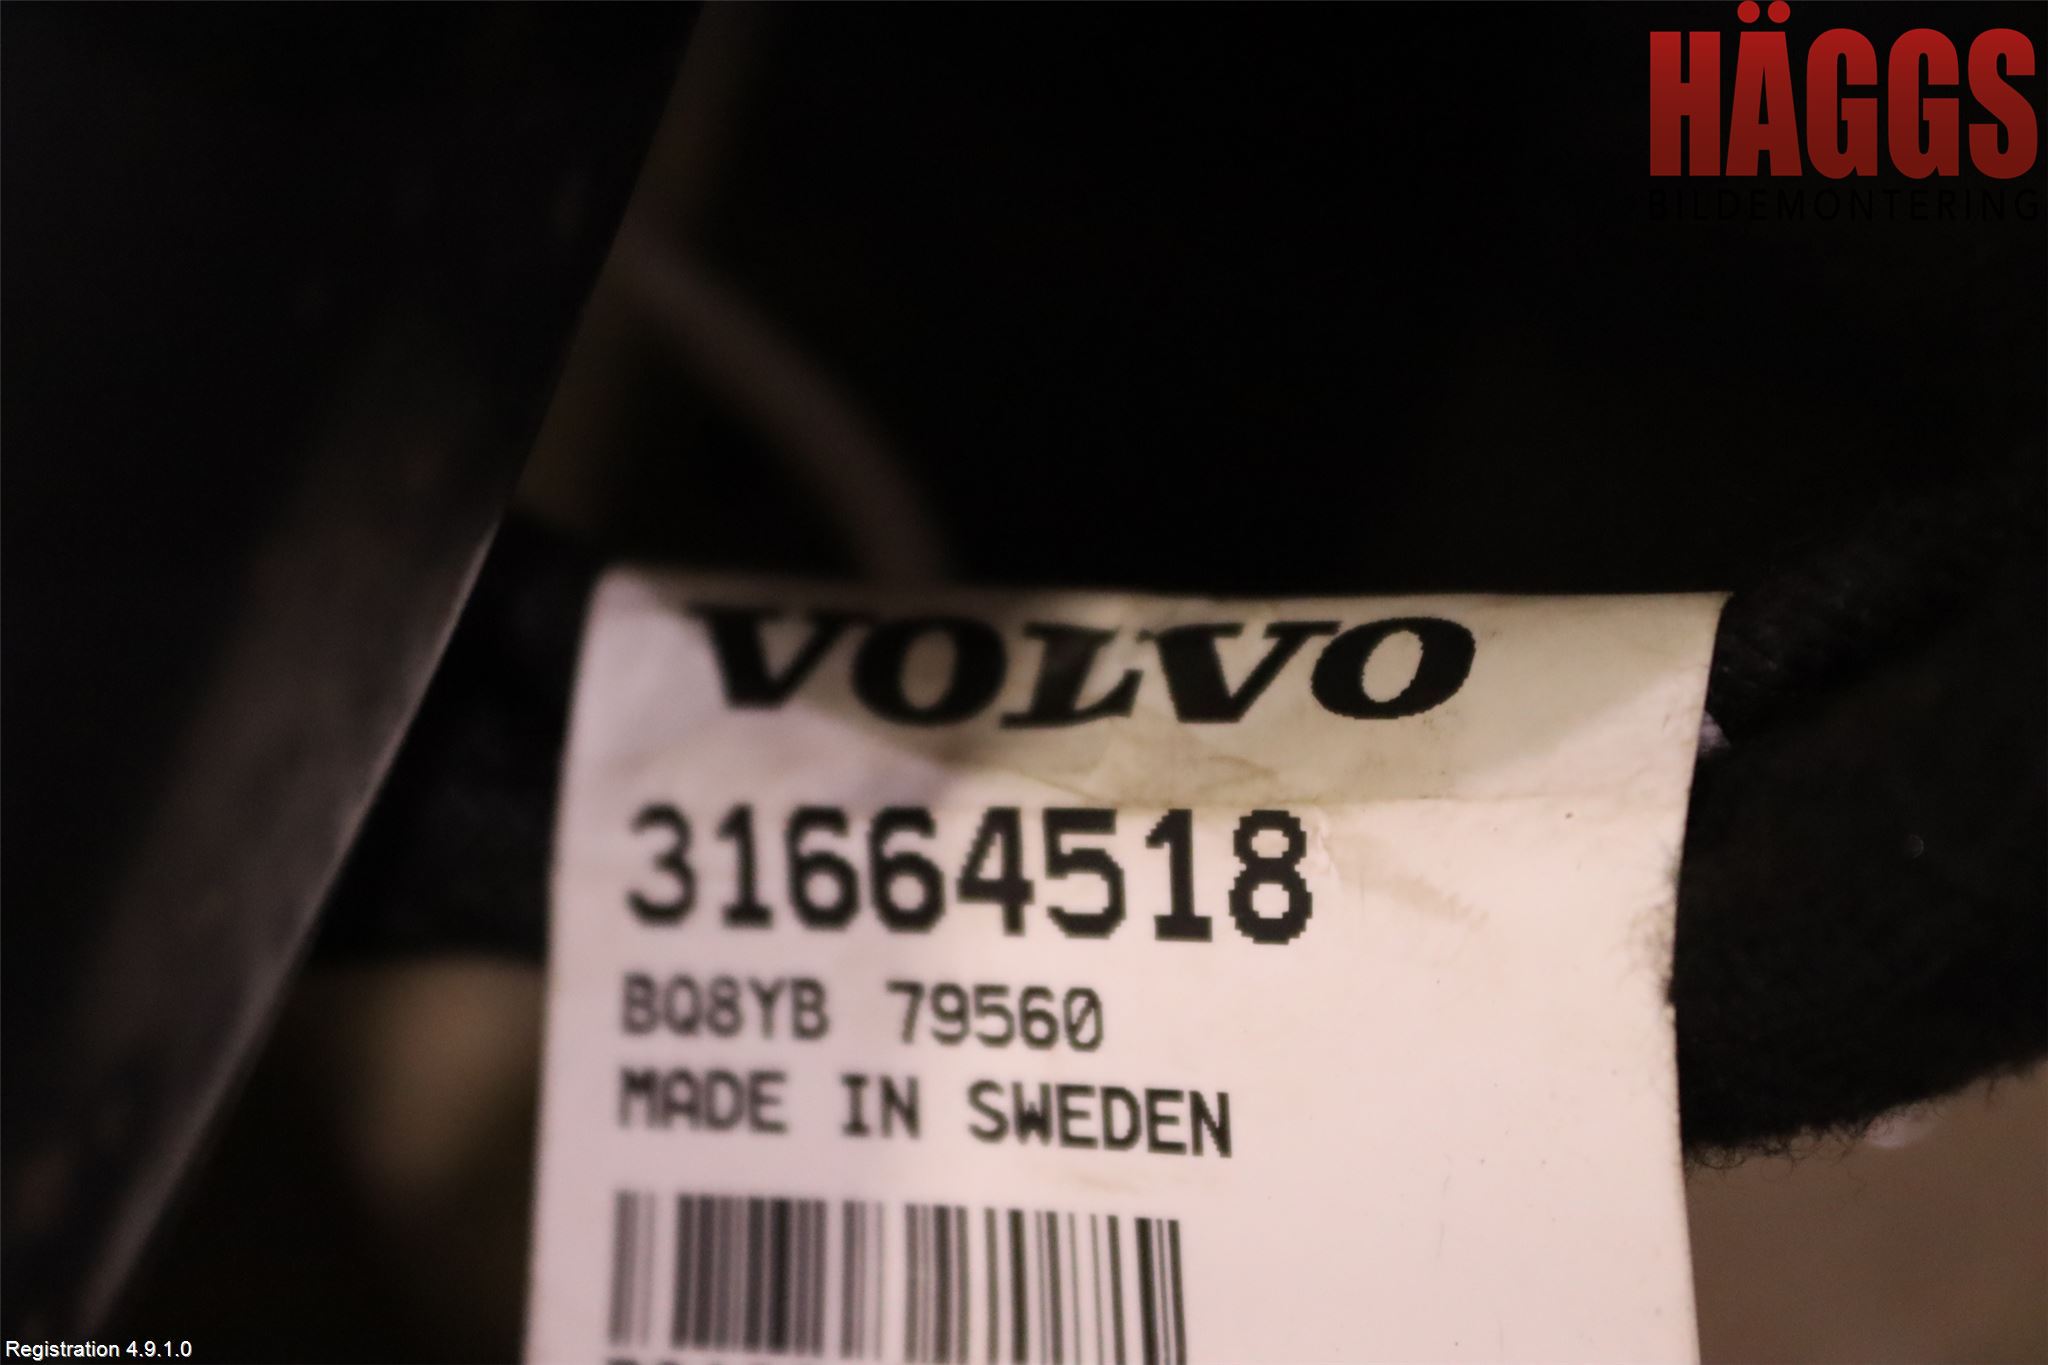 HÄGGS
BILDEMONTERING
VOLVO
31664518
BQ8YB 79560
MADE IN SWEDEN
Registration 4.9.1.0